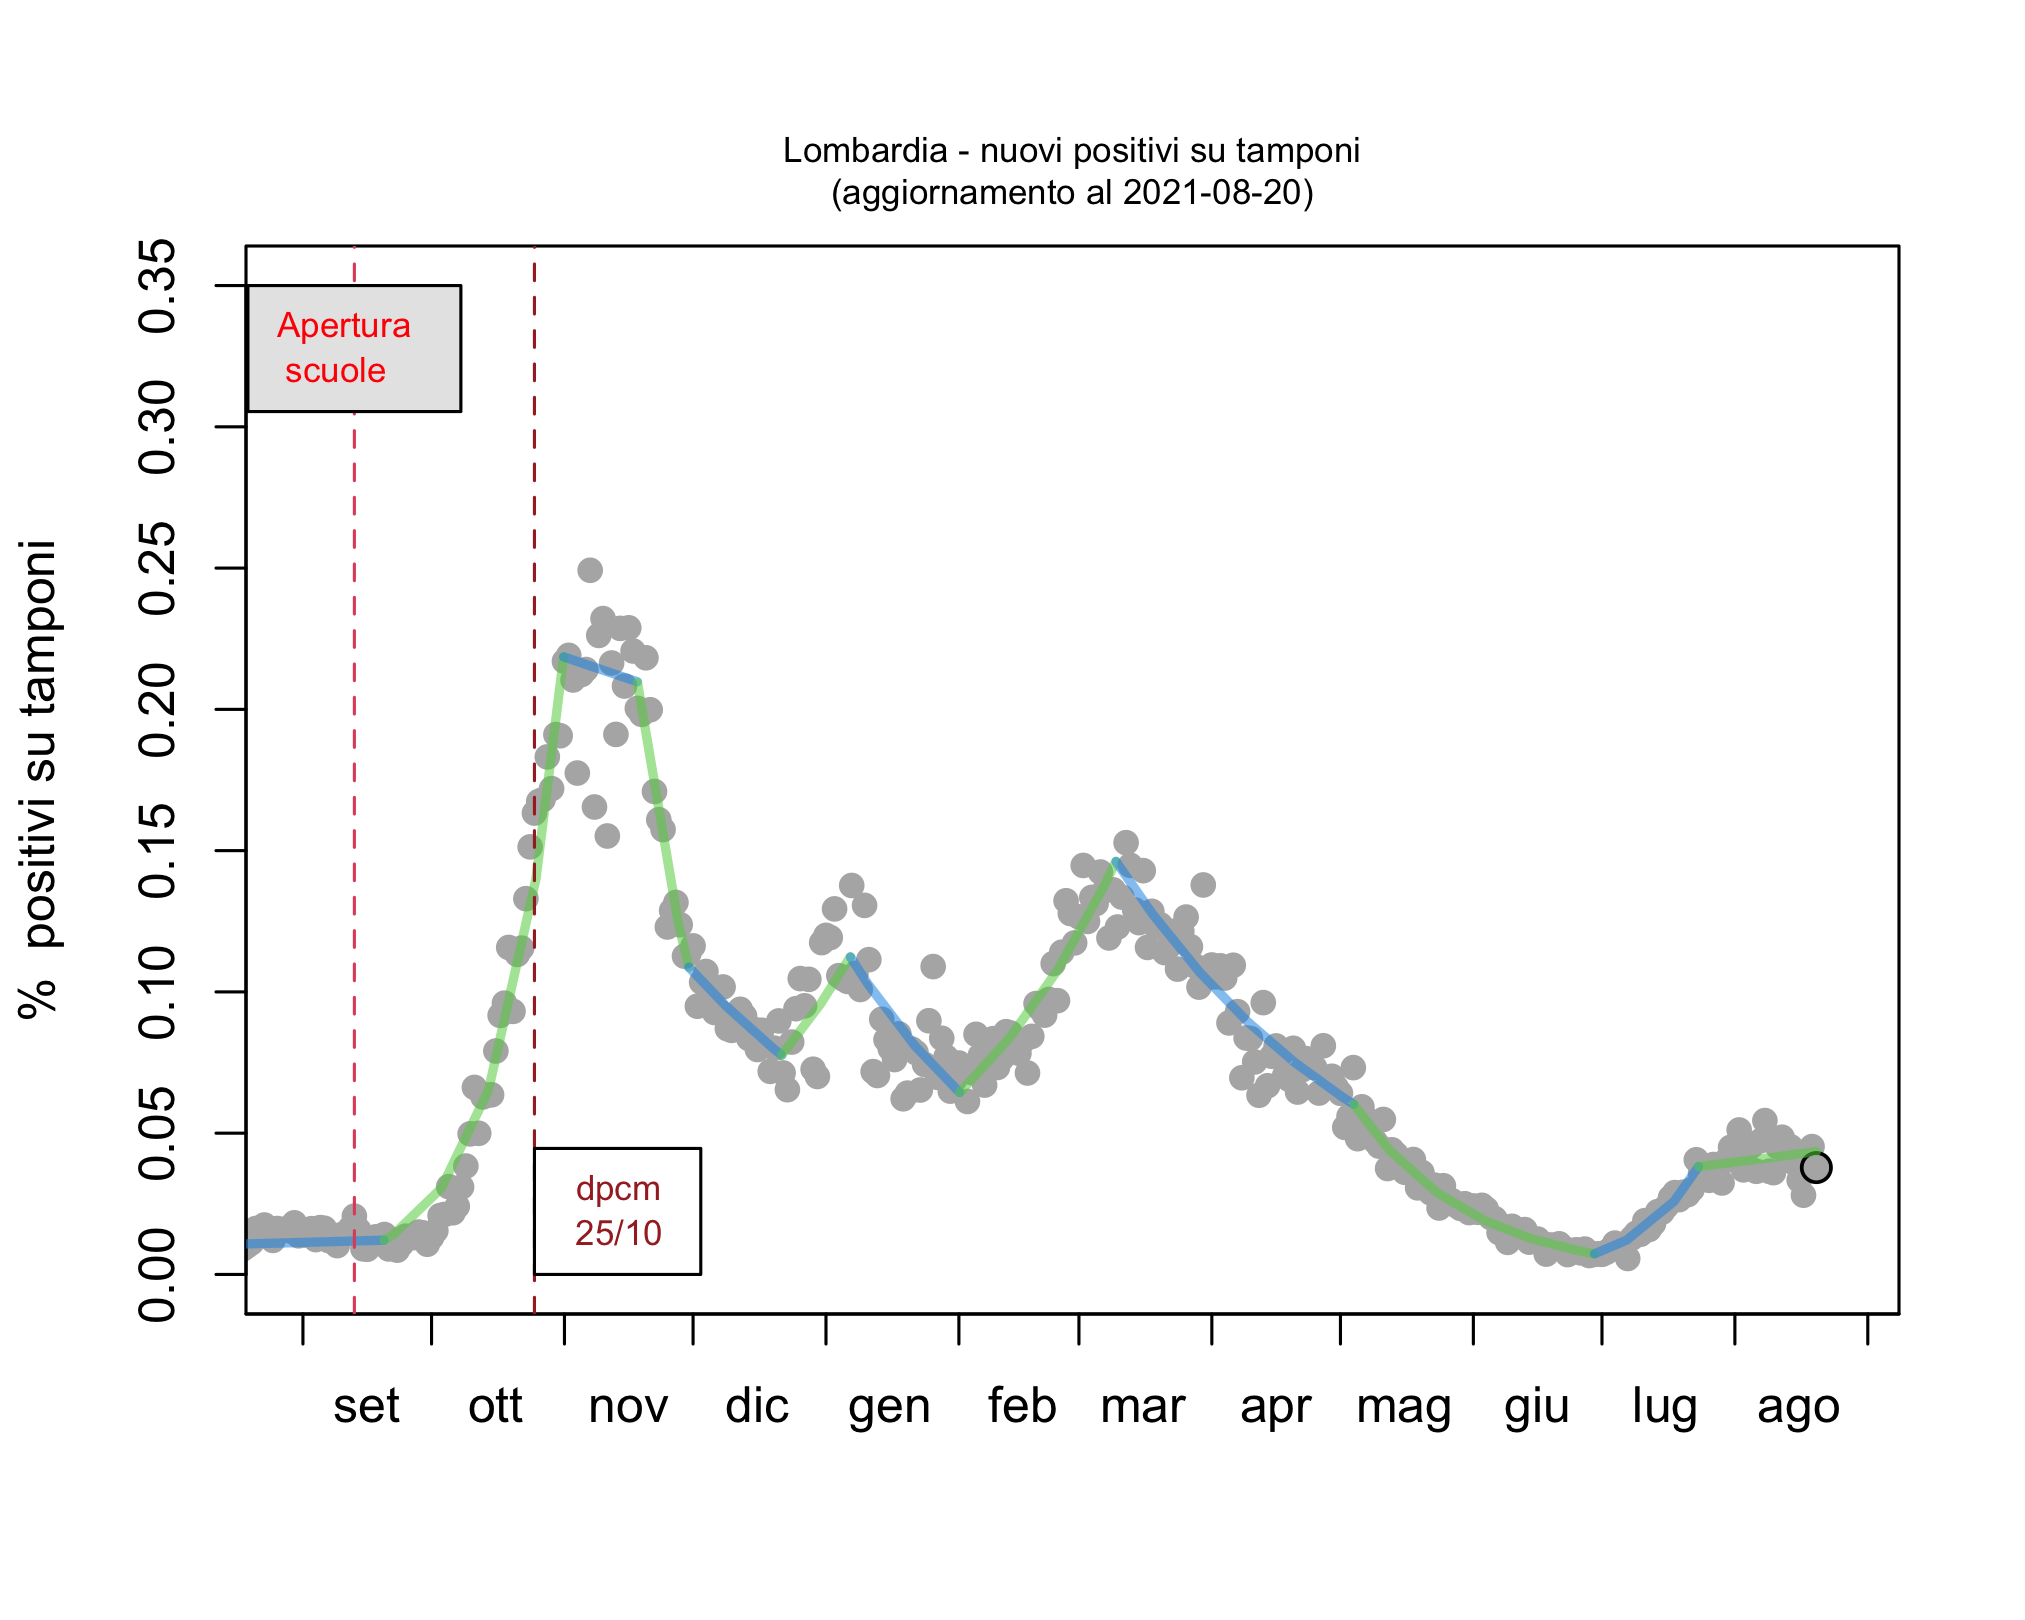 Lombardia - nuovi positivi su tamponi
(aggiornamento al 2021-08-20)
% positivi su tamponi
0.35
0.30
0.25
0.20
0.15
0.10
0.05
0.00
Apertura
scuole
dpcm
25/10
set ott nov dic gen feb mar apr mag giu lug ago